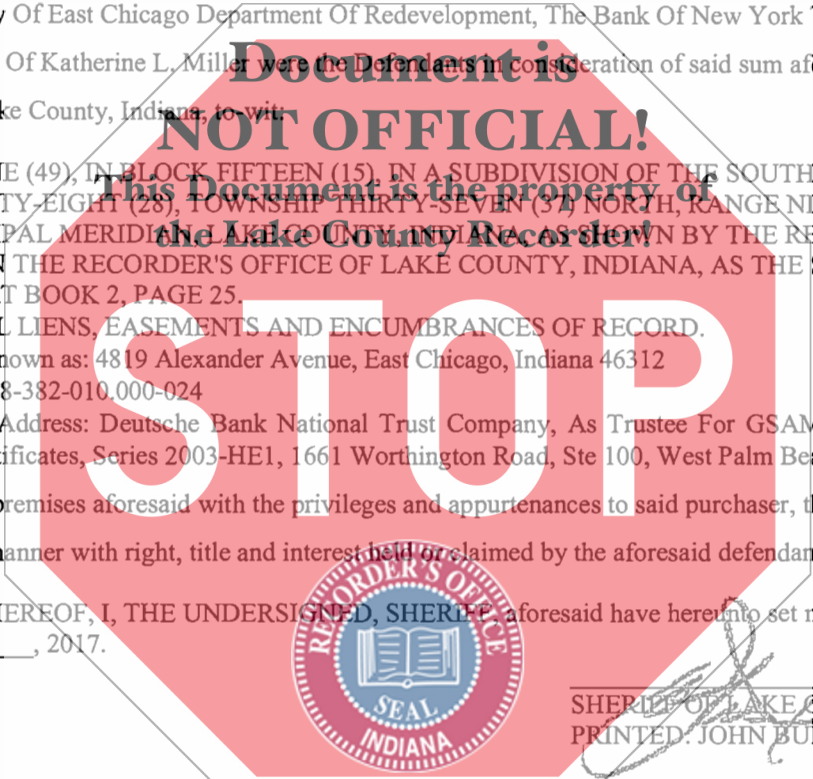 y Of East Chicago Department Of Redevelopment, The Bank Of New York
Of Katherine L. Miller were the Defendants in consideration of said sum afo
ke County, Indiana, to-wit:
Document is
NOT OFFICIAL!
This Document is the property of
the Lake County Recorder!
E (49), IN BLOCK FIFTEEN (15), IN A SUBDIVISION OF THE SOUTH
TY-EIGHT (28), TOWNSHIP THIRTY-SEVEN (37) NORTH, RANGE NI
PAL MERIDIAN, LAKE COUNTY, INDIANA, AS SHOWN BY THE RE
N THE RECORDER'S OFFICE OF LAKE COUNTY, INDIANA, AS THE S
T BOOK 2, PAGE 25.
L LIENS, EASEMENTS AND ENCUMBRANCES OF RECORD.
nown as: 4819 Alexander Avenue, East Chicago, Indiana 46312
8-382-010.000-024
Address: Deutsche Bank National Trust Company, As Trustee For GSAM
ificates, Series 2003-HE1, 1661 Worthington Road, Ste 100, West Palm Bea
STOP
remises aforesaid with the privileges and appurtenances to said purchaser, th
anner with right, title and interest held or claimed by the aforesaid defendan
EREOF, I, THE UNDERSIGNED, SHERIFF, aforesaid have hereunto set m
____, 2017.
RECORDER'S OFFICE
SEAL
INDIANA
SHERIFF OF LAKE C
PRINTED: JOHN BU